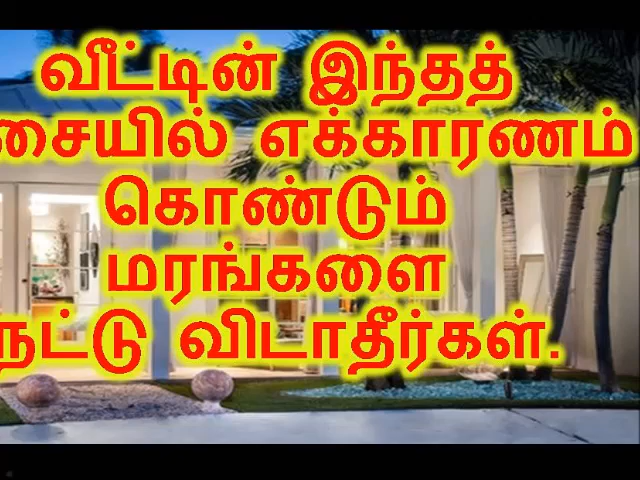 வீட்டின் இந்தத்
சையில் எக்காரணம்
கொண்டும்
மரங்களை
நட்டு விடாதீர்கள்.